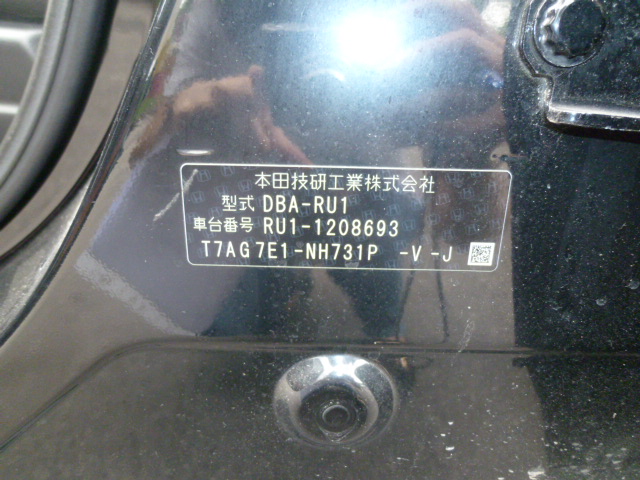 本田技研工業株式会社
型式 DBA-RU1
車台番号 RU1-1208693
T7AG7E1-NH731P -V -J